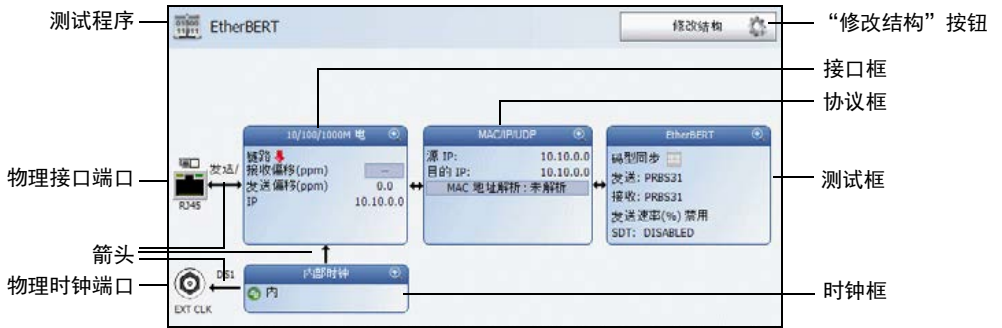 测试程序
01500
11011
EtherBERT
修改结构
“修改结构”按钮
接口框
协议框
10/100/1000M 电
MAC/IP/UDP
EtherBERT
链路
接收偏移(ppm) --
发送偏移(ppm) 0.0
IP 10.10.0.0
源 IP: 10.10.0.0
目的 IP: 10.10.0.0
MAC 地址解析:未解析
码型同步
发送: PRBS31
接收: PRBS31
发送速率(%) 禁用
SDT: DISABLED
测试框
物理接口端口
发送/
RJ45
箭头
物理时钟端口
DS1
EXT CLK
内部时钟
内
时钟框